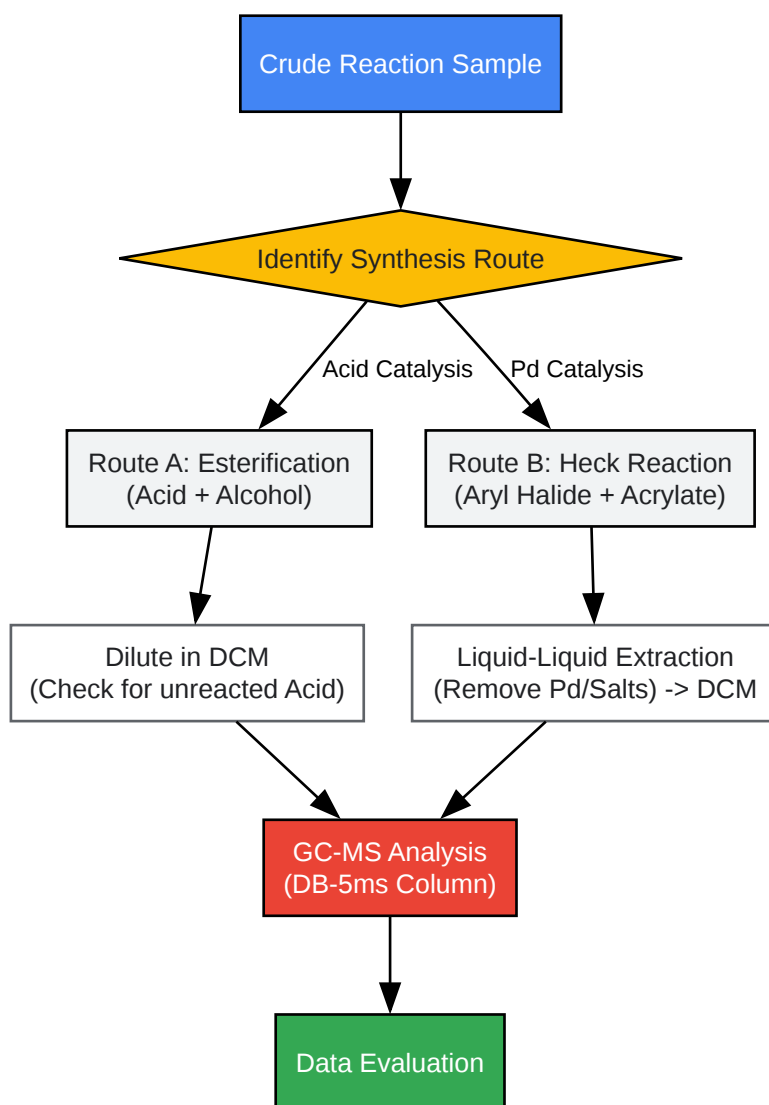 Crude Reaction Sample
Identify Synthesis Route
Acid Catalysis
Pd Catalysis
Route A: Esterification
(Acid + Alcohol)
Route B: Heck Reaction
(Aryl Halide + Acrylate)
Dilute in DCM
(Check for unreacted Acid)
Liquid-Liquid Extraction
(Remove Pd/Salts) -> DCM
GC-MS Analysis
(DB-5ms Column)
Data Evaluation